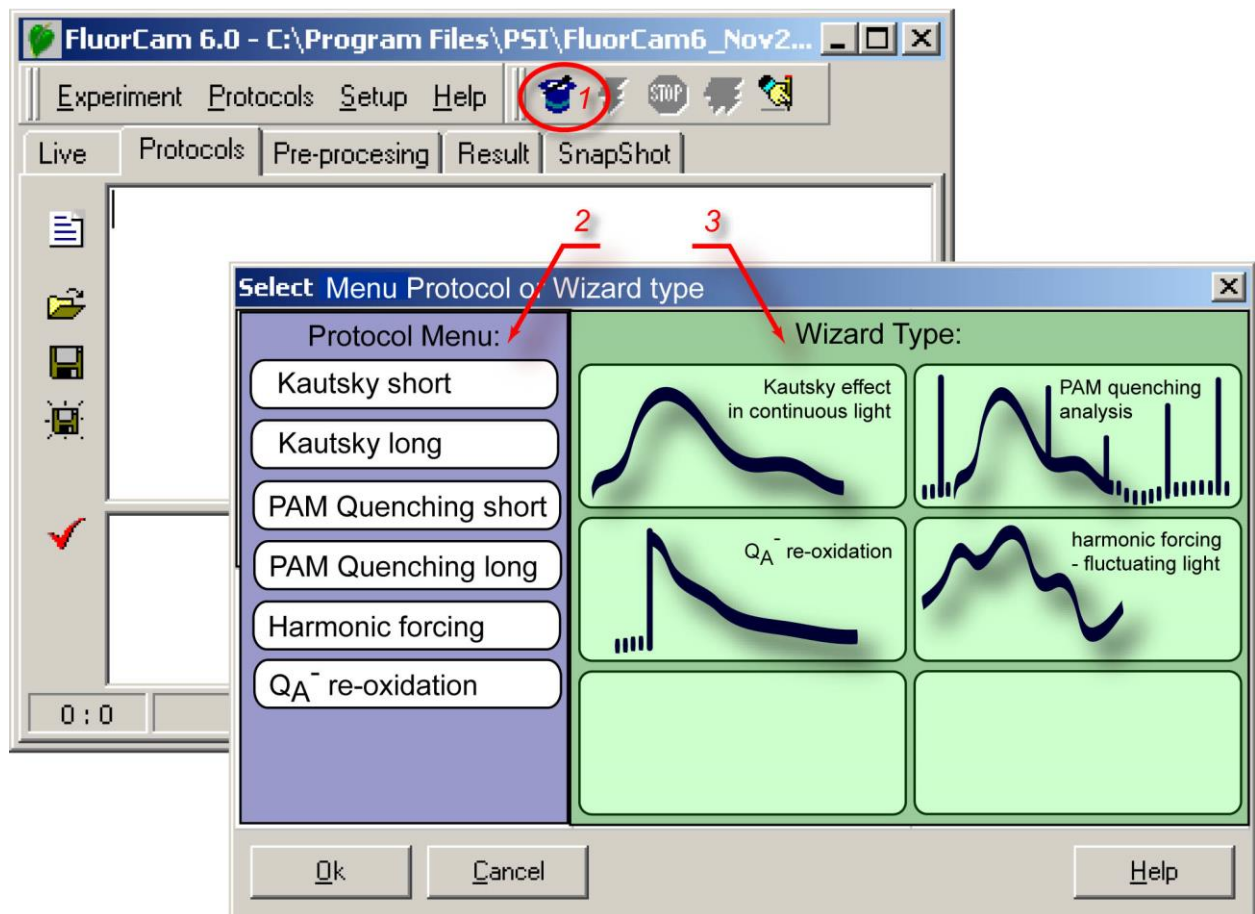 FluorCam 6.0 - C:\Program Files\PSI\FluorCam6_Nov2...
Experiment Protocols Setup Help
1
STOP
Live Protocols Pre-procesing Result SnapShot
2 3
Select Menu Protocol or Wizard type
Protocol Menu:
Kautsky short
Kautsky long
PAM Quenching short
PAM Quenching long
Harmonic forcing
QA- re-oxidation
Wizard Type:
Kautsky effect
in continuous light
PAM quenching
analysis
QA- re-oxidation
harmonic forcing
- fluctuating light
0 : 0
Ok Cancel Help